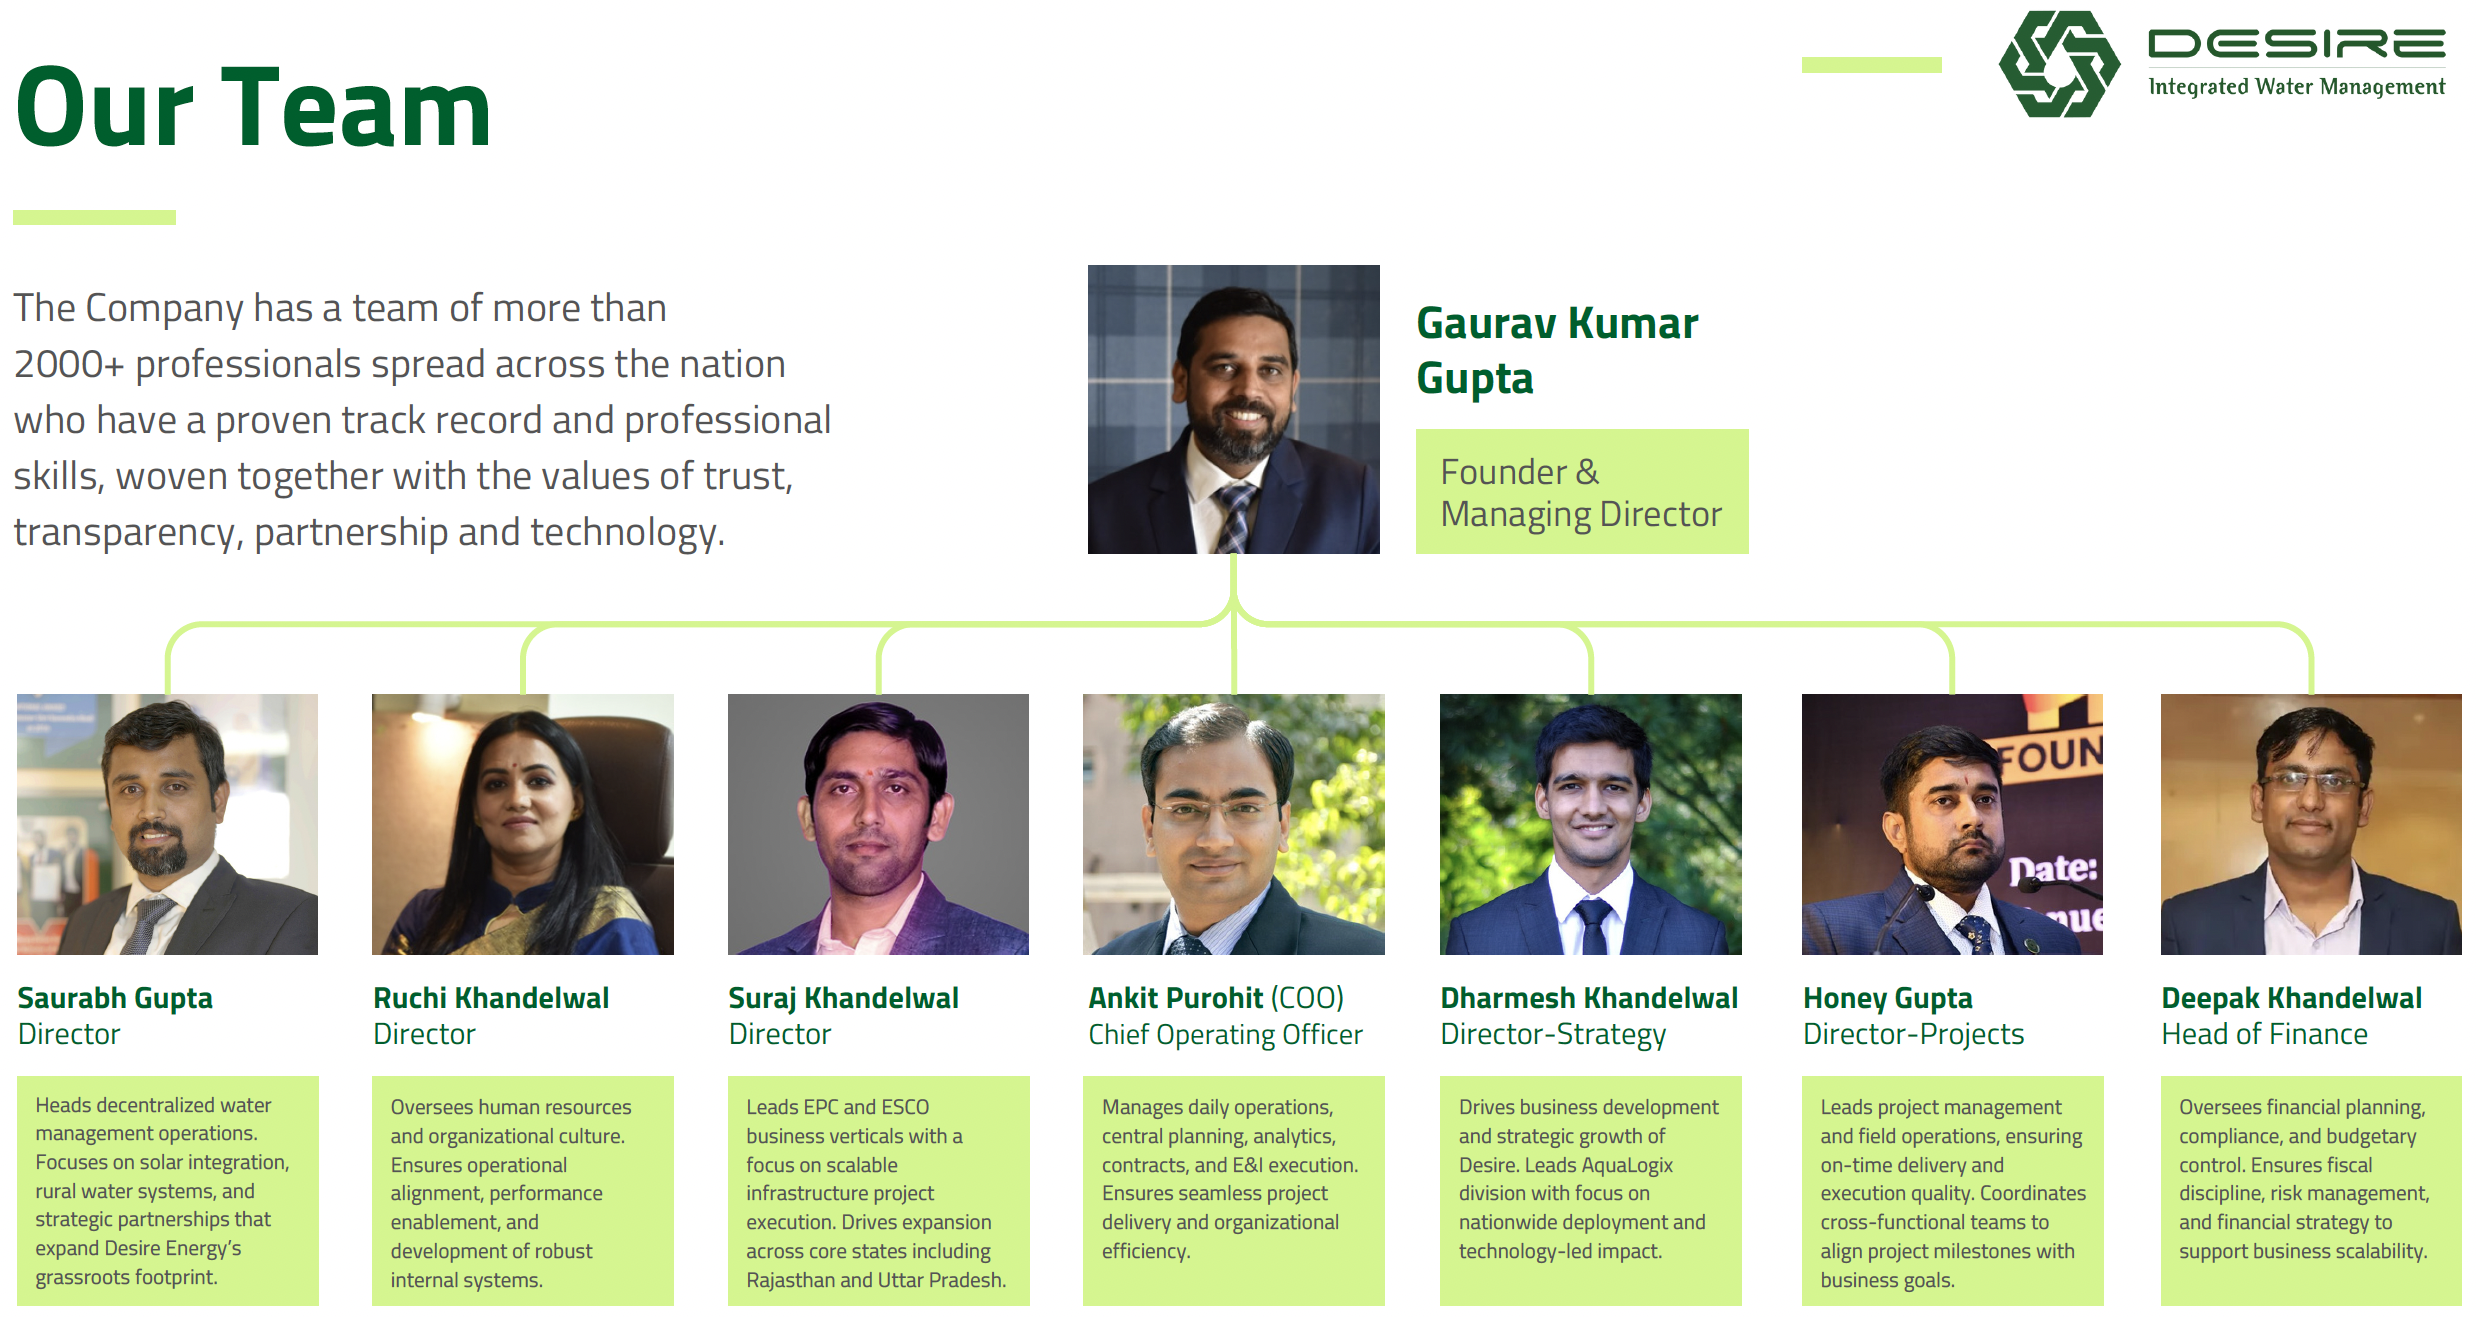 Our Team
DESIRE
Integrated Water Management
The Company has a team of more than
2000+ professionals spread across the nation
who have a proven track record and professional
skills, woven together with the values of trust,
transparency, partnership and technology.
Gaurav Kumar
Gupta
Founder &
Managing Director
FOUN
Date:
nue
Saurabh Gupta
Director
Heads decentralized water
management operations.
Focuses on solar integration,
rural water systems, and
strategic partnerships that
expand Desire Energy's
grassroots footprint.
Ruchi Khandelwal
Director
Oversees human resources
and organizational culture.
Ensures operational
alignment, performance
enablement, and
development of robust
internal systems.
Suraj Khandelwal
Director
Leads EPC and ESCO
business verticals with a
focus on scalable
infrastructure project
execution. Drives expansion
across core states including
Rajasthan and Uttar Pradesh.
Ankit Purohit (COO)
Chief Operating Officer
Manages daily operations,
central planning, analytics,
contracts, and E&I execution.
Ensures seamless project
delivery and organizational
efficiency.
Dharmesh Khandelwal
Director-Strategy
Drives business development
and strategic growth of
Desire. Leads AquaLogix
division with focus on
nationwide deployment and
technology-led impact.
Honey Gupta
Director-Projects
Leads project management
and field operations, ensuring
on-time delivery and
execution quality. Coordinates
cross-functional teams to
align project milestones with
business goals.
Deepak Khandelwal
Head of Finance
Oversees financial planning,
compliance, and budgetary
control. Ensures fiscal
discipline, risk management,
and financial strategy to
support business scalability.